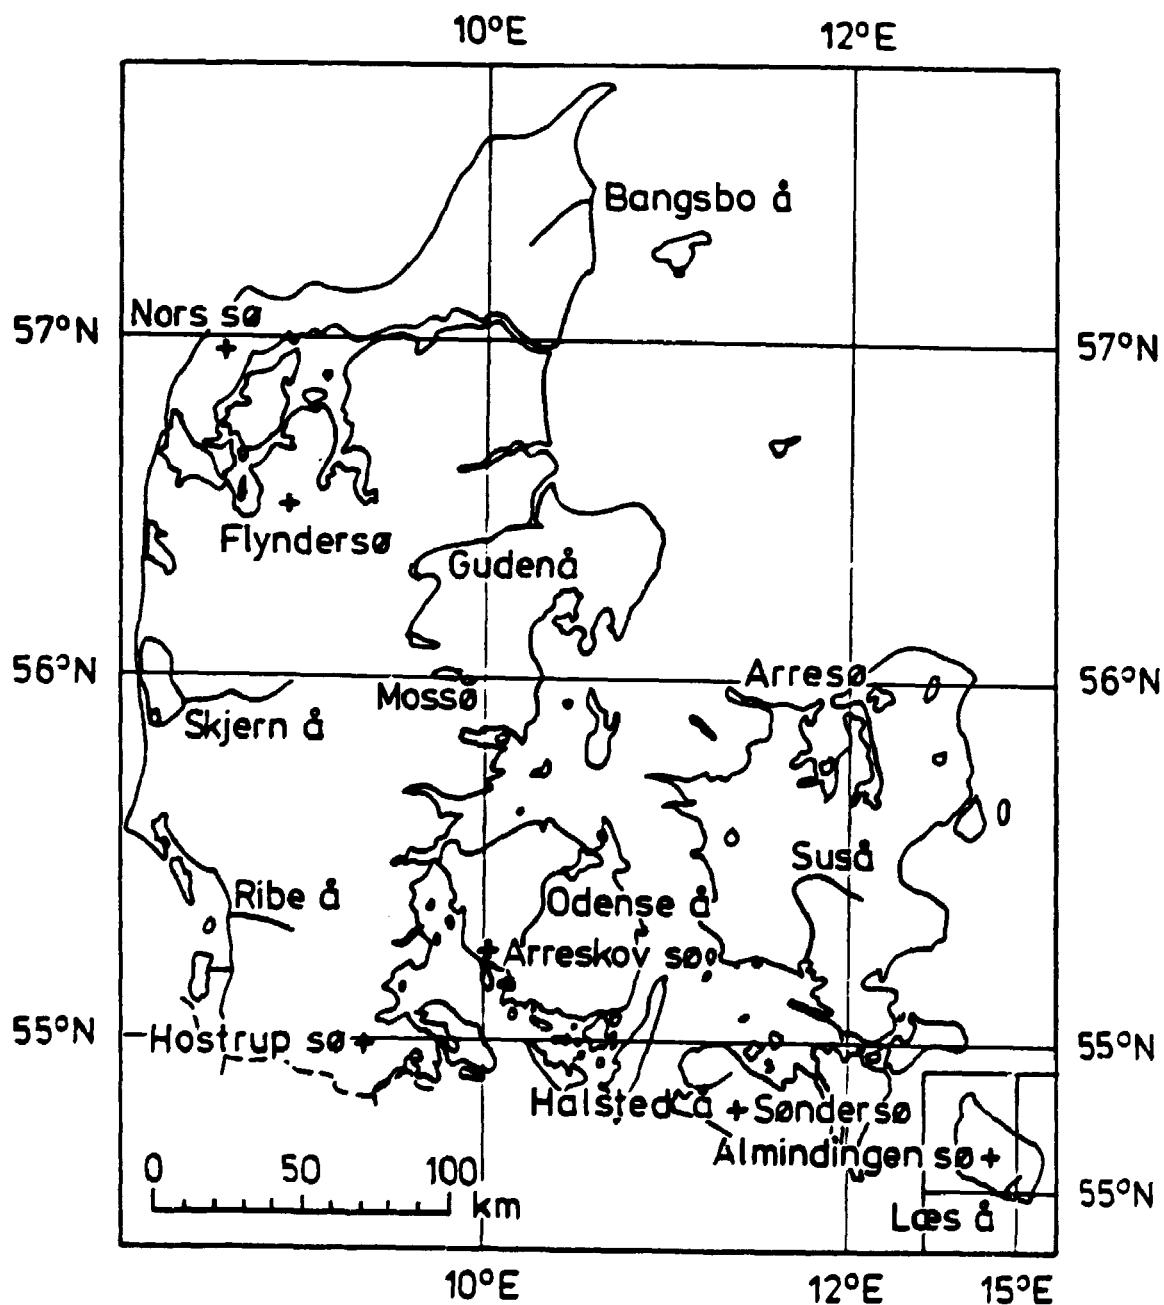 10°E 12°E
Bangsbo å
Nors sø
57°N 57°N
Flyndersø
Gudenå
56°N 56°N
Arresø
Mossø
Skjern å
Suså
Ribe å
Odense å
Arreskov sø
55°N 55°N
Hostrup sø
Halsted å
Søndersø
Almindingen sø
0 50 100
km
55°N
Læs å
10°E 12°E 15°E